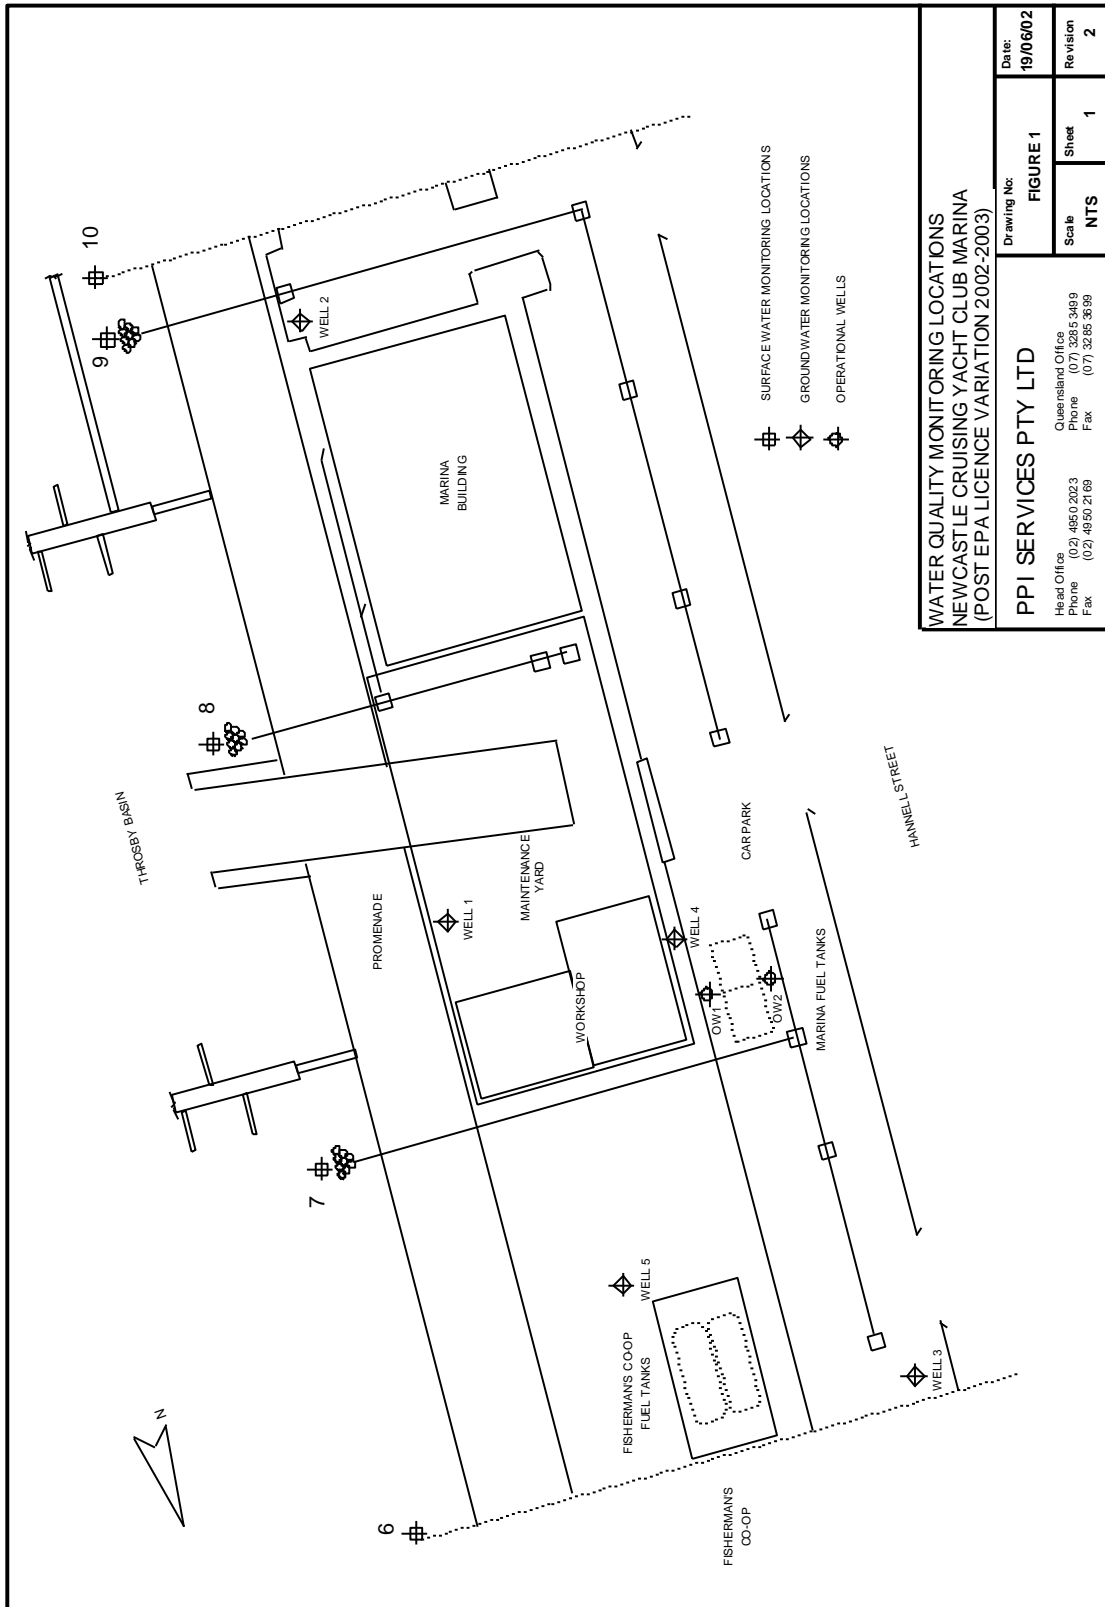 10
9
8
7
6
N
THROSBY BASIN
PROMENADE
WELL 1
WELL 2
MARINA
BUILDING
MAINTENANCE
YARD
WORKSHOP
WELL 4
OW1
OW2
CAR PARK
MARINA FUEL TANKS
HANNELL STREET
WELL 5
FISHERMAN'S CO-OP
FUEL TANKS
WELL 3
FISHERMAN'S
CO-OP
SURFACE WATER MONITORING LOCATIONS
GROUNDWATER MONITORING LOCATIONS
OPERATIONAL WELLS
WATER QUALITY MONITORING LOCATIONS
NEWCASTLE CRUISING YACHT CLUB MARINA
(POST EPA LICENCE VARIATION 2002-2003)
PPI SERVICES PTY LTD
Head Office
Phone (02) 4950 2023
Fax (02) 4950 2169
Queensland Office
Phone (07) 3285 3499
Fax (07) 3285 3699
Drawing No:
FIGURE 1
Date:
19/06/02
Scale
NTS
Sheet
1
Revision
2